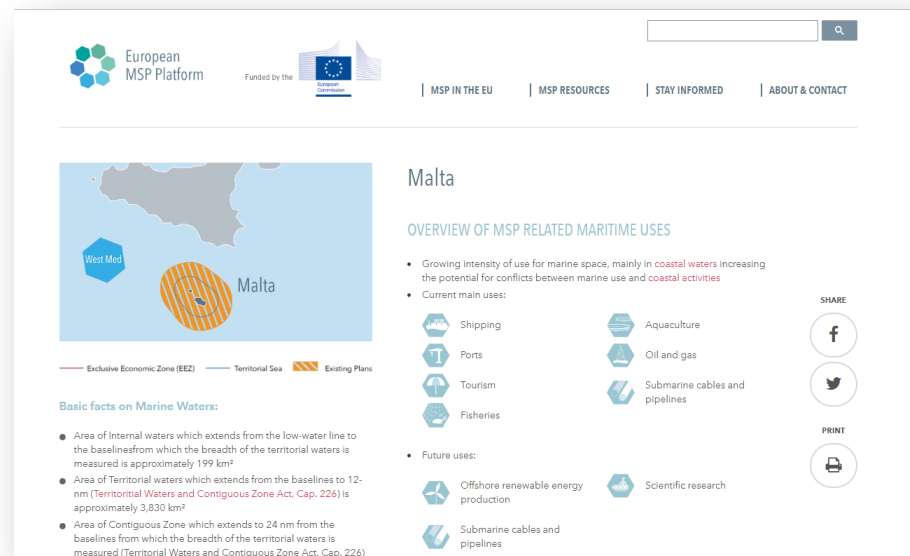 European
MSP Platform
Funded by the
European
Commission
MSP IN THE EU
MSP RESOURCES
STAY INFORMED
ABOUT & CONTACT
West Med
Malta
Exclusive Economic Zone (EEZ)
Territorial Sea
Existing Plans
Basic facts on Marine Waters:
Area of Internal waters which extends from the low-water line to
the baselinesfrom which the breadth of the territorial waters is
measured is approximately 199 km²
Area of Territorial waters which extends from the baselines to 12-
nm (Territoritial Waters and Contiguous Zone Act, Cap. 226) is
approximately 3,830 km²
Area of Contiguous Zone which extends to 24 nm from the
baselines from which the breadth of the territorial waters is
measured (Territorial Waters and Contiguous Zone Act, Cap. 226)
Malta
OVERVIEW OF MSP RELATED MARITIME USES
Growing intensity of use for marine space, mainly in coastal waters increasing
the potential for conflicts between marine use and coastal activities
Current main uses:
Shipping
Ports
Tourism
Fisheries
Aquaculture
Oil and gas
Submarine cables and
pipelines
Future uses:
Offshore renewable energy
production
Submarine cables and
pipelines
Scientific research
SHARE
PRINT